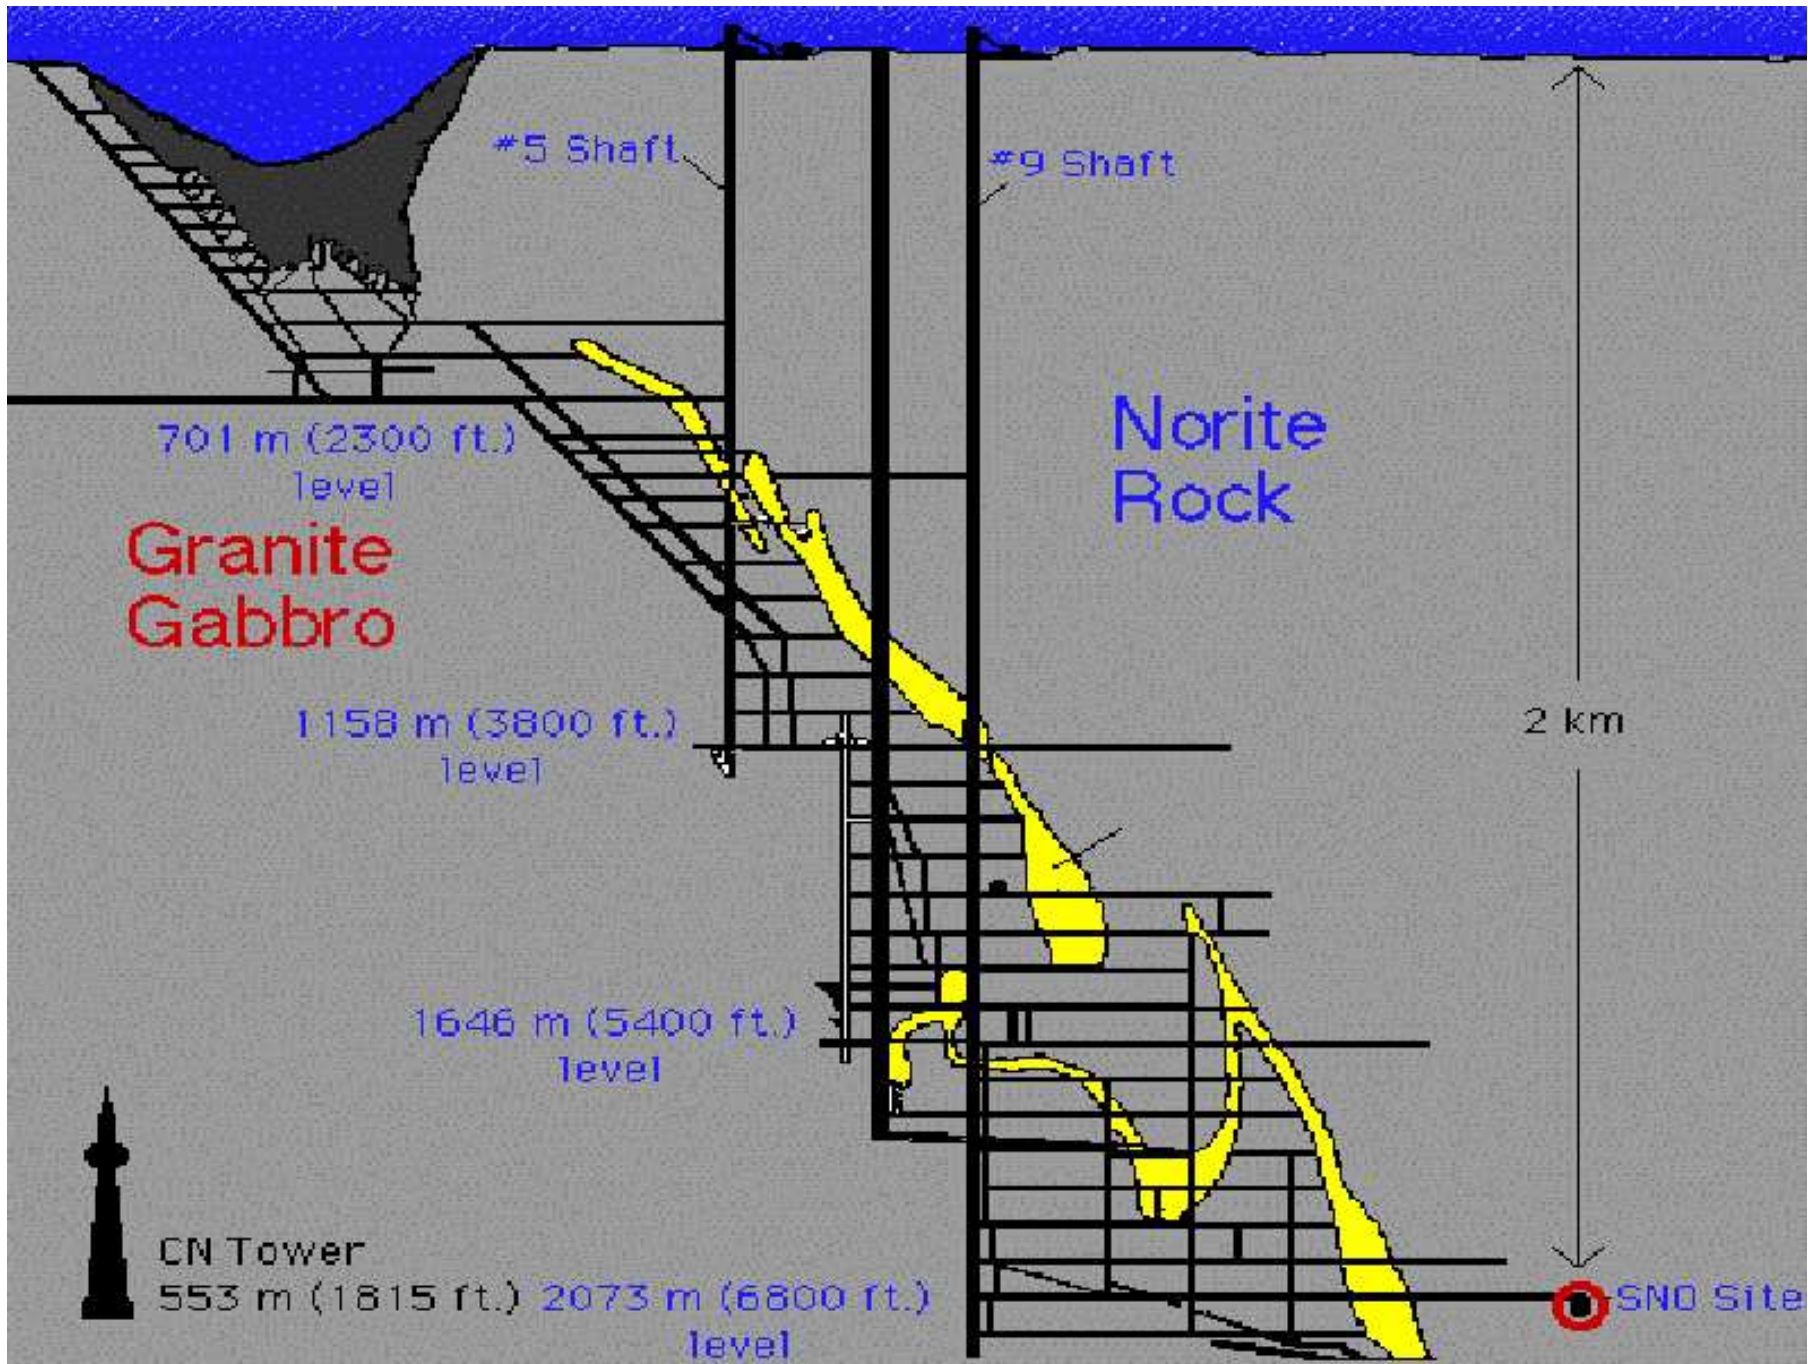 #5 Shaft
#9 Shaft
Norite
Rock
701 m (2300 ft.)
level
Granite
Gabbro
1158 m (3800 ft.)
level
2 km
1646 m (5400 ft.)
level
CN Tower
553 m (1815 ft.)
2073 m (6800 ft.)
level
SNO Site